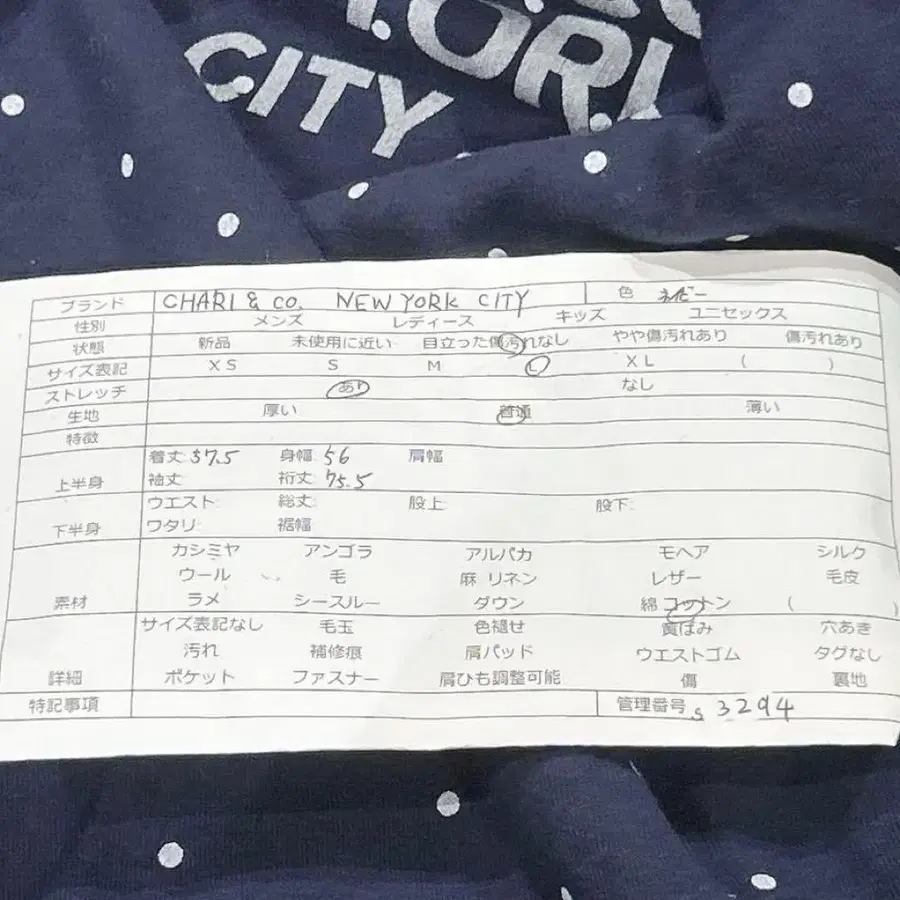 YORK
CITY
ブランド CHARI & CO. NEW YORK CITY 色 ネイビー
性別 メンズ レディース キッズ ユニセックス
状態 新品 未使用に近い 目立った傷汚れなし やや傷汚れあり 傷汚れあり
サイズ表記 XS S M L XL ( )
ストレッチ あり なし
生地 厚い 普通 薄い
特徴
上半身 着丈 57.5 身幅 56 肩幅
袖丈 裄丈 75.5
下半身 ウエスト 総丈 股上 股下
ワタリ 裾幅
カシミヤ アンゴラ アルパカ モヘア シルク
ウール 毛 麻 リネン レザー 毛皮
素材 ラメ シースルー ダウン 綿 コットン ( )
サイズ表記なし 毛玉 色褪せ 黄ばみ 穴あき
汚れ 補修痕 肩パッド ウエストゴム タグなし
詳細 ポケット ファスナー 肩ひも調整可能 傷 裏地
特記事項 管理番号 s 3294